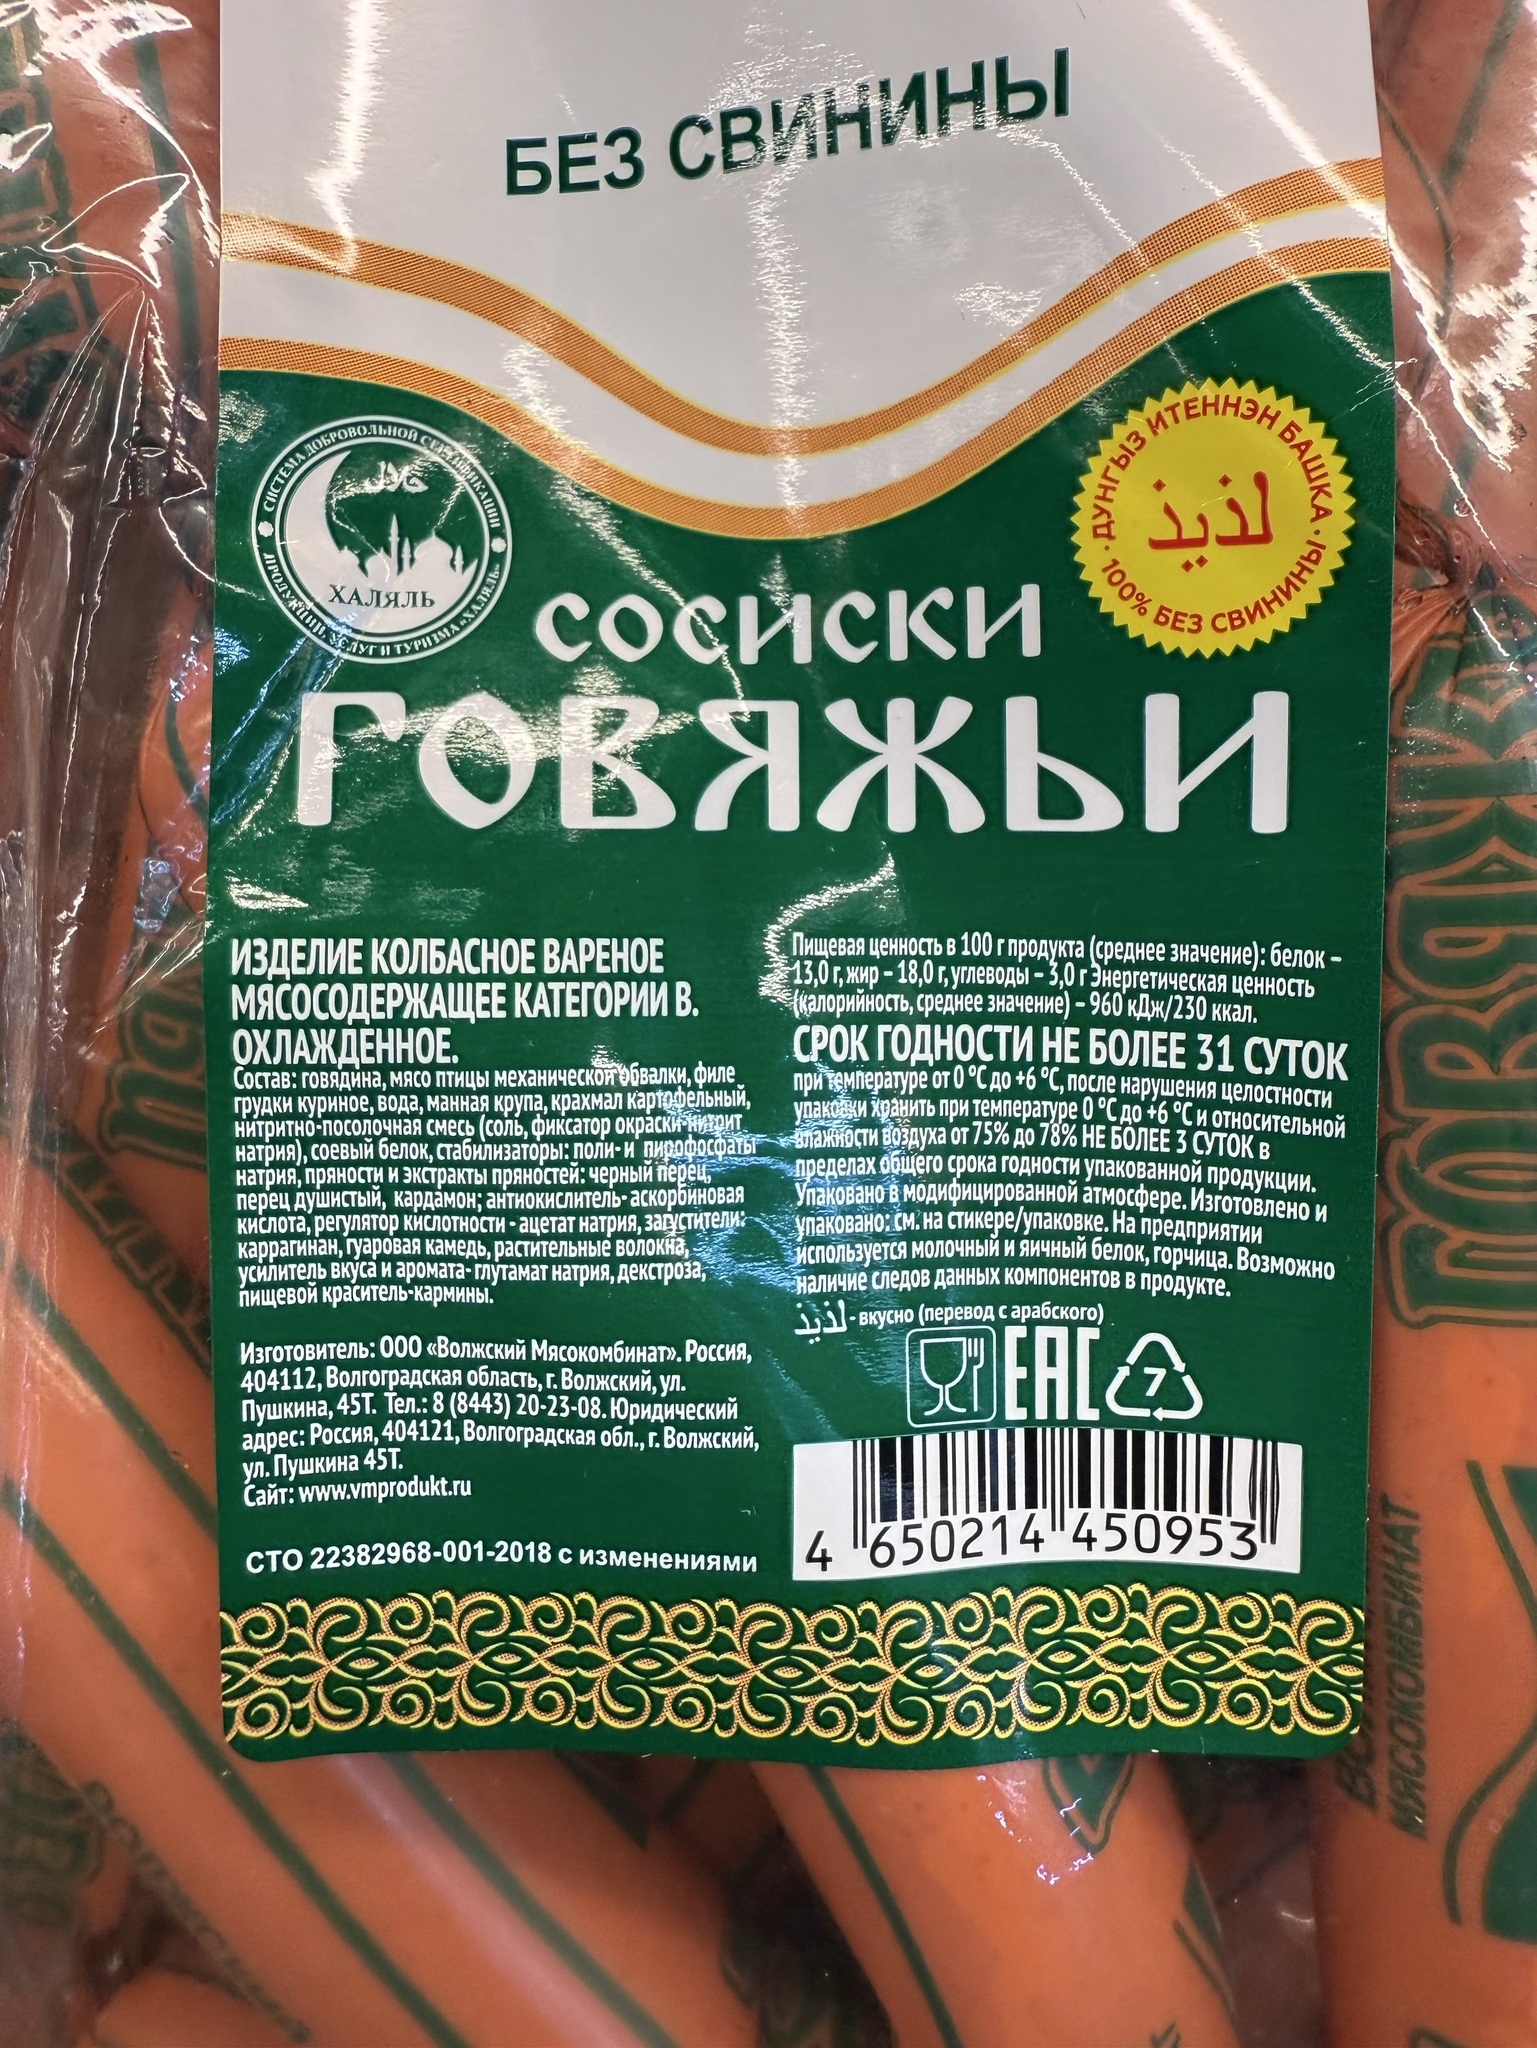 БЕЗ СВИНИНЫ
СИСТЕМА ДОБРОВОЛЬНОЙ СЕРТИФИКАЦИИ
حلال
ХАЛЯЛЬ
ПРОДУКЦИИ, УСЛУГ И ТУРИЗМА «ХАЛЯЛЬ»
· ДУНГЫЗ ИТЕННЭН БАШКА ·
لذيذ
100% БЕЗ СВИНИНЫ
СОСИСКИ
ГОВЯЖЬИ
ИЗДЕЛИЕ КОЛБАСНОЕ ВАРЕНОЕ
МЯСОСОДЕРЖАЩЕЕ КАТЕГОРИИ В.
ОХЛАЖДЕННОЕ.
Состав: говядина, мясо птицы механической обвалки, филе
грудки куриное, вода, манная крупа, крахмал картофельный,
нитритно-посолочная смесь (соль, фиксатор окраски-нитрит
натрия), соевый белок, стабилизаторы: поли- и пирофосфаты
натрия, пряности и экстракты пряностей: черный перец,
перец душистый, кардамон; антиокислитель- аскорбиновая
кислота, регулятор кислотности - ацетат натрия, загустители:
каррагинан, гуаровая камедь, растительные волокна,
усилитель вкуса и аромата- глутамат натрия, декстроза,
пищевой краситель-кармины.
Изготовитель: ООО «Волжский Мясокомбинат». Россия,
404112, Волгоградская область, г. Волжский, ул.
Пушкина, 45Т. Тел.: 8 (8443) 20-23-08. Юридический
адрес: Россия, 404121, Волгоградская обл., г. Волжский,
ул. Пушкина 45Т.
Сайт: www.vmprodukt.ru
СТО 22382968-001-2018 с изменениями
Пищевая ценность в 100 г продукта (среднее значение): белок –
13,0 г, жир – 18,0 г, углеводы – 3,0 г Энергетическая ценность
(калорийность, среднее значение) – 960 кДж/230 ккал.
СРОК ГОДНОСТИ НЕ БОЛЕЕ 31 СУТОК
при температуре от 0 °С до +6 °С, после нарушения целостности
упаковки хранить при температуре 0 °С до +6 °С и относительной
влажности воздуха от 75% до 78% НЕ БОЛЕЕ 3 СУТОК в
пределах общего срока годности упакованной продукции.
Упаковано в модифицированной атмосфере. Изготовлено и
упаковано: см. на стикере/упаковке. На предприятии
используется молочный и яичный белок, горчица. Возможно
наличие следов данных компонентов в продукте.
لذيذ - вкусно (перевод с арабского)
EAC
7
4 650214 450953
МЯСОКОМБИНАТ